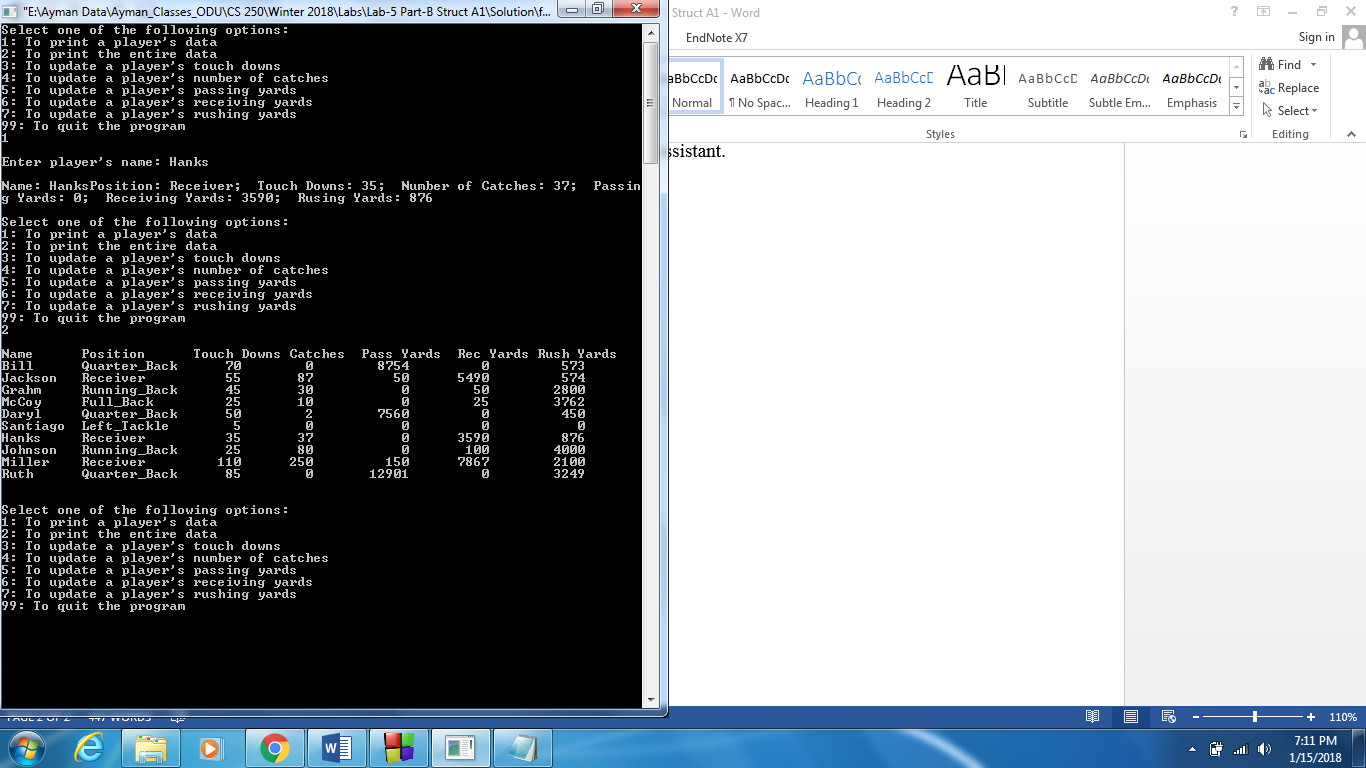 "E:\Ayman Data\Ayman_Classes_ODU\CS 250\Winter 2018\Labs\Lab-5 Part-B Struct A1\Solution\f...
Select one of the following options:
1: To print a player's data
2: To print the entire data
3: To update a player's touch downs
4: To update a player's number of catches
5: To update a player's passing yards
6: To update a player's receiving yards
7: To update a player's rushing yards
99: To quit the program
1
Enter player's name: Hanks
Name: HanksPosition: Receiver;  Touch Downs: 35;  Number of Catches: 37;  Passin
g Yards: 0;  Receiving Yards: 3590;  Rusing Yards: 876
Select one of the following options:
1: To print a player's data
2: To print the entire data
3: To update a player's touch downs
4: To update a player's number of catches
5: To update a player's passing yards
6: To update a player's receiving yards
7: To update a player's rushing yards
99: To quit the program
2
Name Position Touch Downs Catches Pass Yards Rec Yards Rush Yards
Bill Quarter_Back 70 0 8754 0 573
Jackson Receiver 55 87 50 5490 574
Grahm Running_Back 45 30 0 50 2800
McCoy Full_Back 25 10 0 25 3762
Daryl Quarter_Back 50 2 7560 0 450
Santiago Left_Tackle 5 0 0 0 0
Hanks Receiver 35 37 0 3590 876
Johnson Running_Back 25 80 0 100 4000
Miller Receiver 110 250 150 7867 2100
Ruth Quarter_Back 85 0 12901 0 3249
Select one of the following options:
1: To print a player's data
2: To print the entire data
3: To update a player's touch downs
4: To update a player's number of catches
5: To update a player's passing yards
6: To update a player's receiving yards
7: To update a player's rushing yards
99: To quit the program
Struct A1 - Word
EndNote X7
Sign in
AaBbCcDc AaBbCcDc AaBbCc AaBbCcD AaBb AaBbCcD AaBbCcDc AaBbCcDc
Normal ¶ No Spac... Heading 1 Heading 2 Title Subtitle Subtle Em... Emphasis
Styles
Find
Replace
Select
Editing
ssistant.
PAGE 2 OF 2 447 WORDS
110%
7:11 PM
1/15/2018